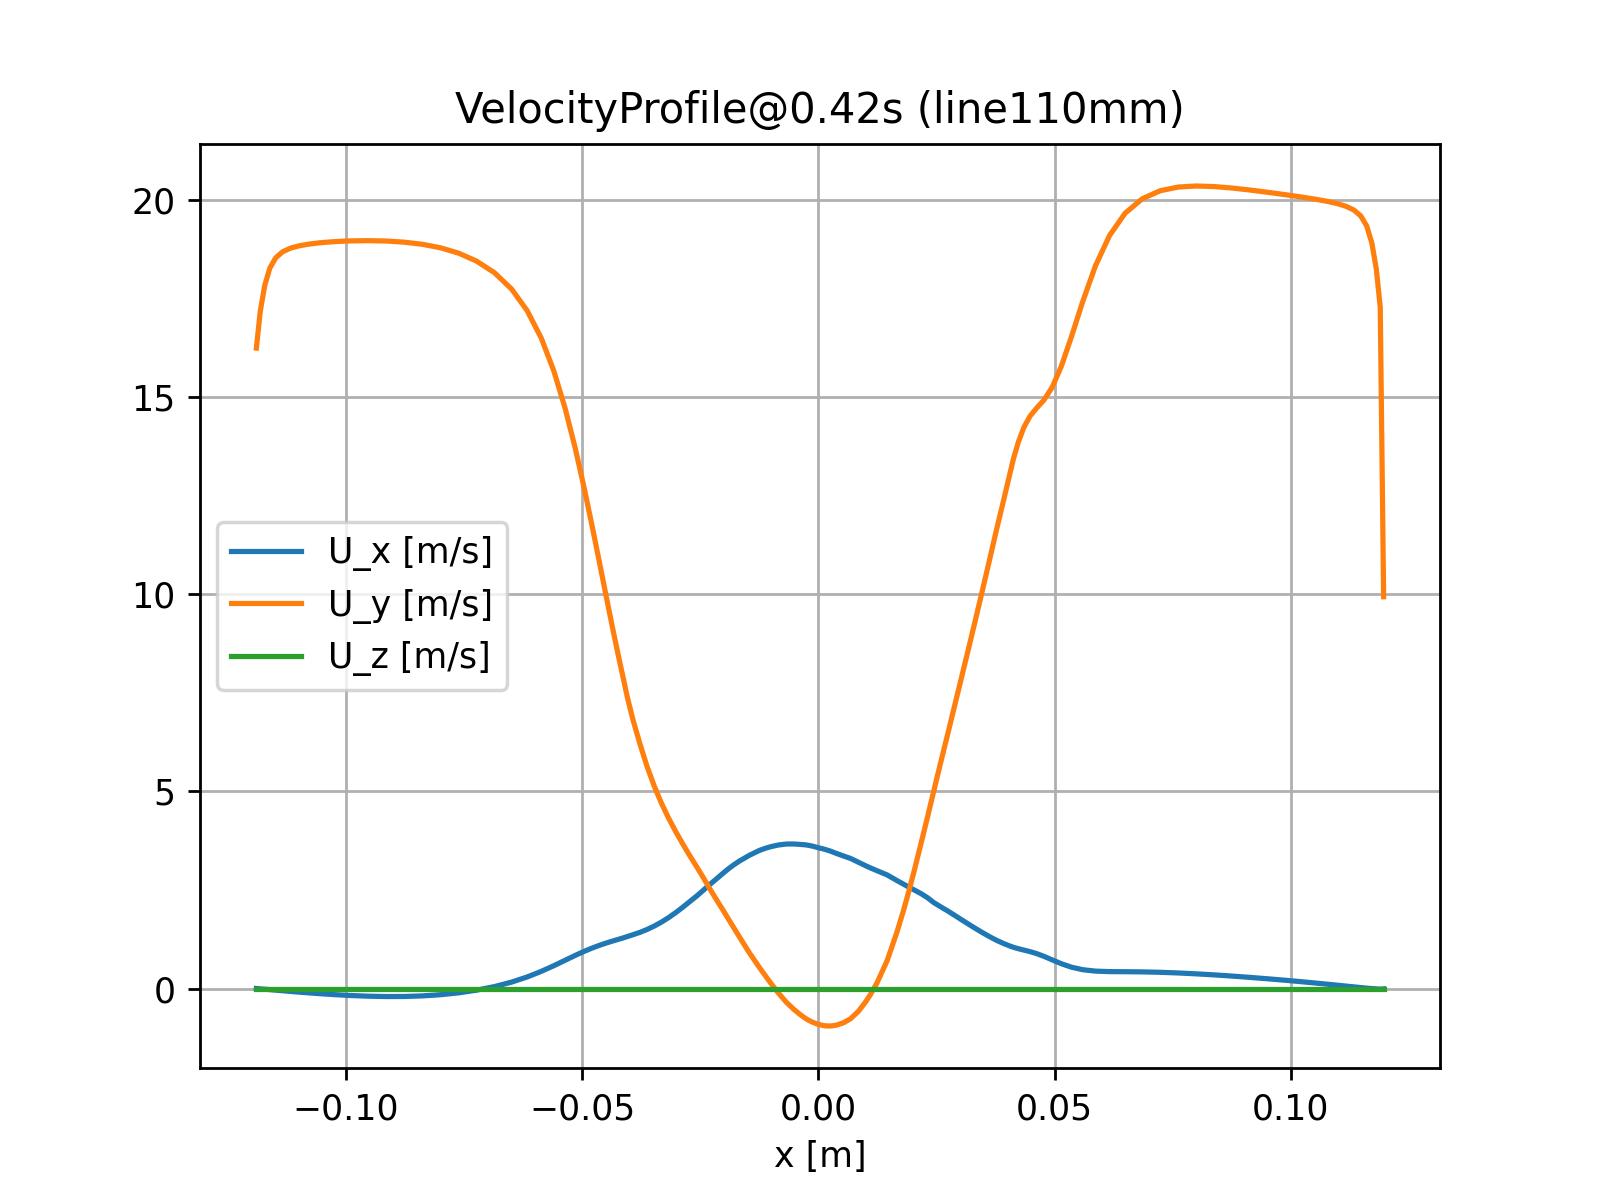 VelocityProfile@0.42s (line110mm)
20
15
10
5
0
U_x [m/s]
U_y [m/s]
U_z [m/s]
−0.10
−0.05
0.00
0.05
0.10
x [m]